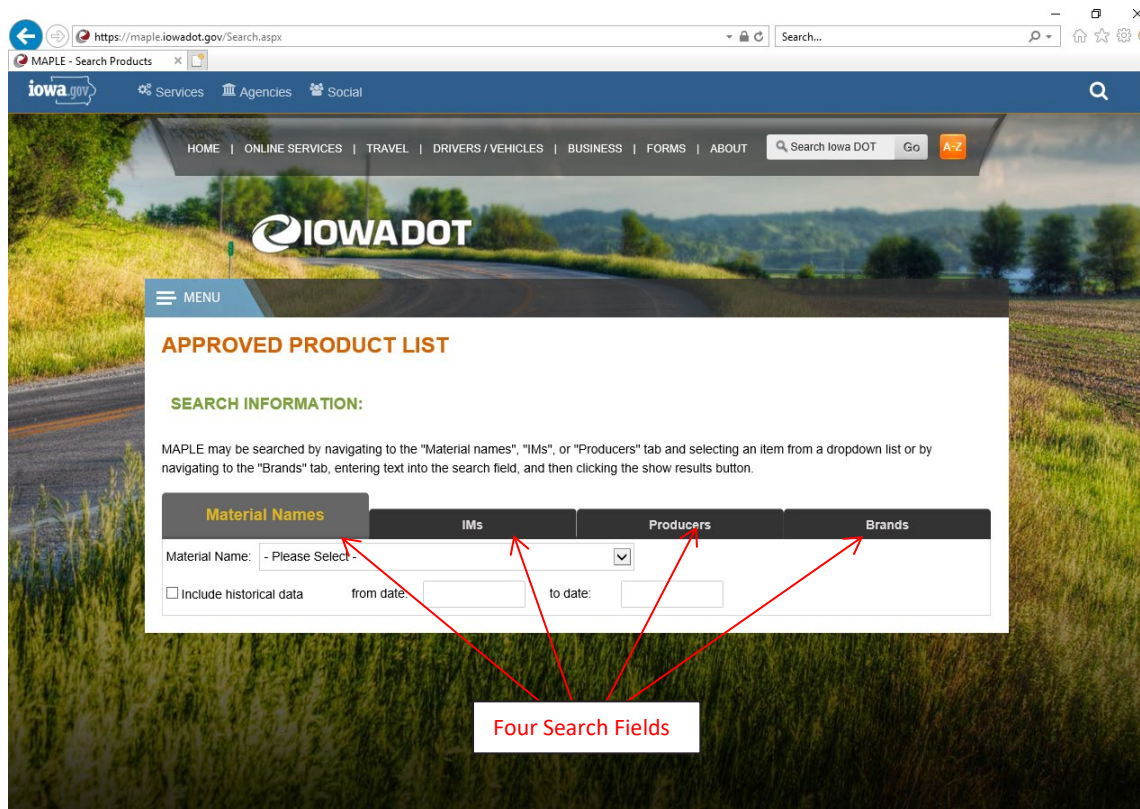 https://maple.iowadot.gov/Search.aspx
Search...
MAPLE - Search Products
iowa.gov
Services Agencies Social
HOME | ONLINE SERVICES | TRAVEL | DRIVERS / VEHICLES | BUSINESS | FORMS | ABOUT
Search Iowa DOT Go A-Z
IOWADOT
MENU
APPROVED PRODUCT LIST
SEARCH INFORMATION:
MAPLE may be searched by navigating to the "Material names", "IMs", or "Producers" tab and selecting an item from a dropdown list or by
navigating to the "Brands" tab, entering text into the search field, and then clicking the show results button.
Material Names IMs Producers Brands
Material Name: - Please Select -
Include historical data from date: to date:
Four Search Fields